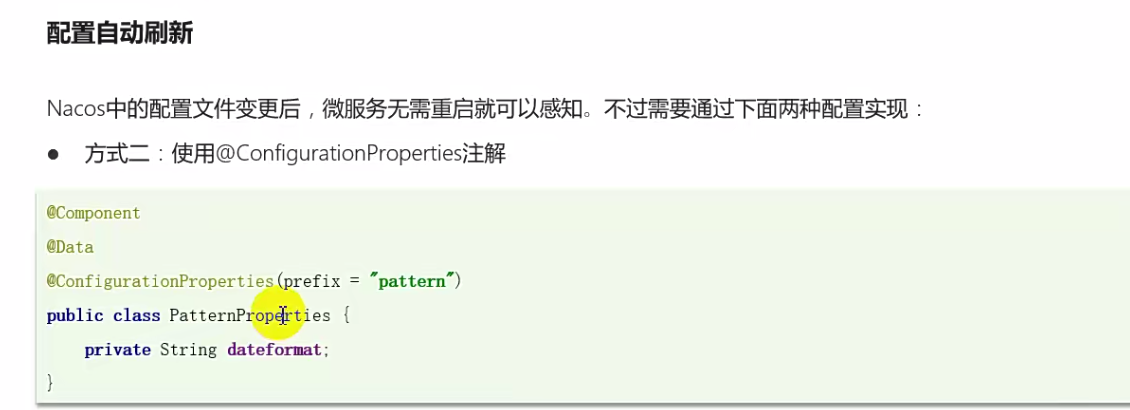 配置自动刷新
Nacos中的配置文件变更后，微服务无需重启就可以感知。不过需要通过下面两种配置实现：
● 方式二：使用@ConfigurationProperties注解
@Component
@Data
@ConfigurationProperties(prefix = "pattern")
public class PatternProperties {
    private String dateformat;
}